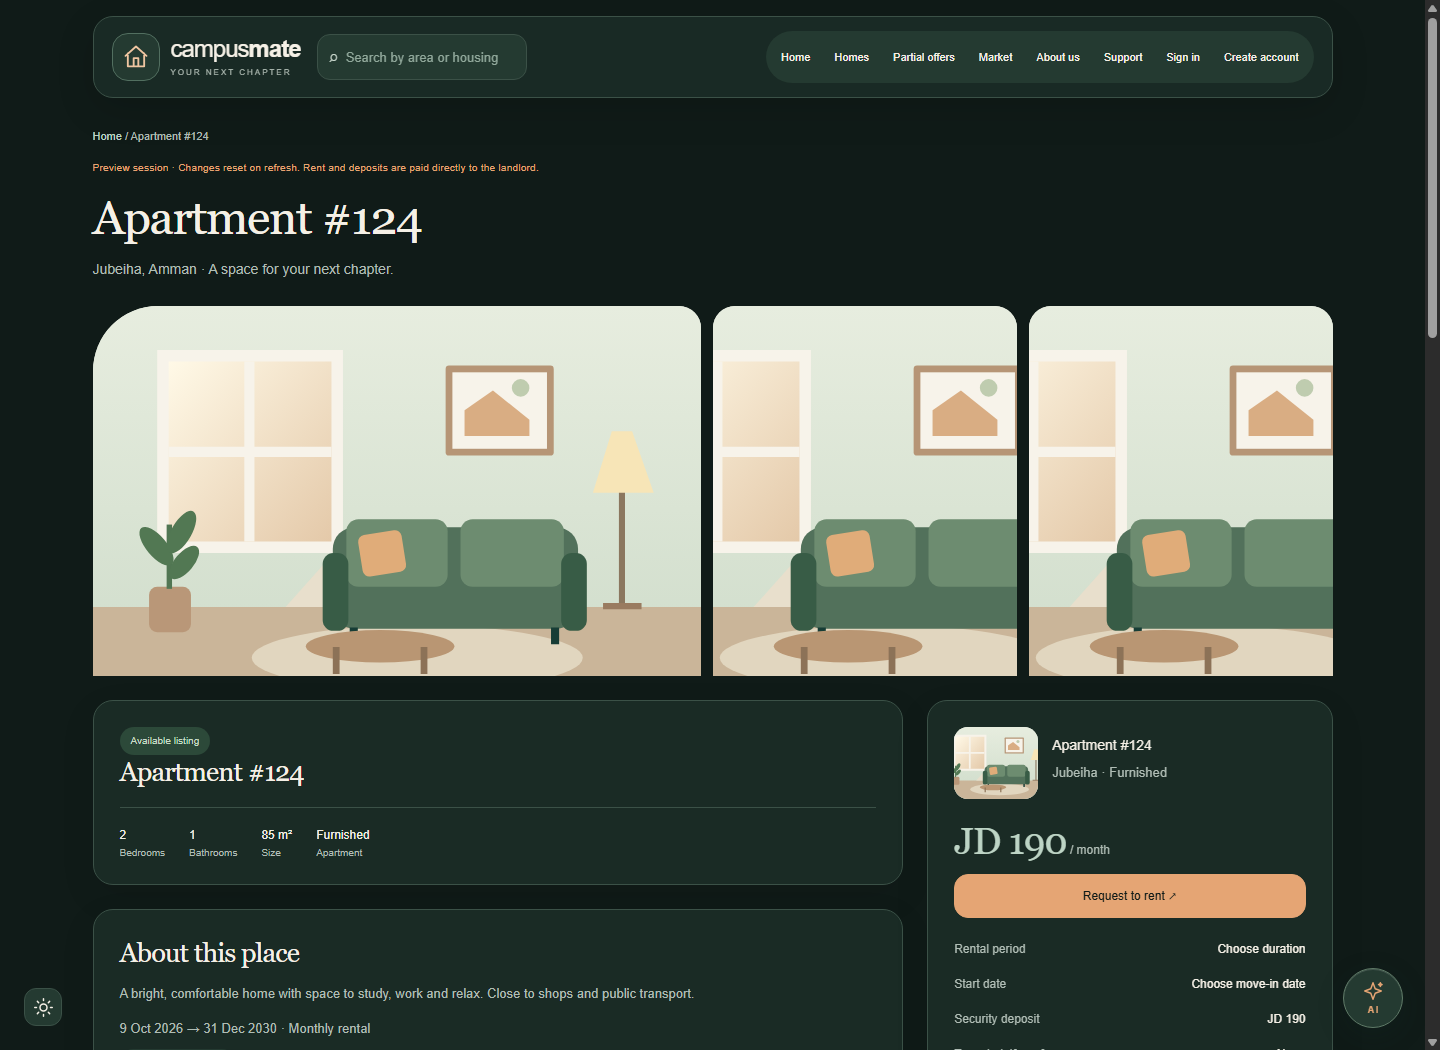 campusmate
YOUR NEXT CHAPTER
Search by area or housing
Home Homes Partial offers Market About us Support Sign in Create account
Home / Apartment #124
Preview session · Changes reset on refresh. Rent and deposits are paid directly to the landlord.
Apartment #124
Jubeiha, Amman · A space for your next chapter.
Available listing
Apartment #124
2 1 85 m² Furnished
Bedrooms Bathrooms Size Apartment
About this place
A bright, comfortable home with space to study, work and relax. Close to shops and public transport.
9 Oct 2026 → 31 Dec 2030 · Monthly rental
Apartment #124
Jubeiha · Furnished
JD 190 / month
Request to rent ↗
Rental period Choose duration
Start date Choose move-in date
Security deposit JD 190
AI